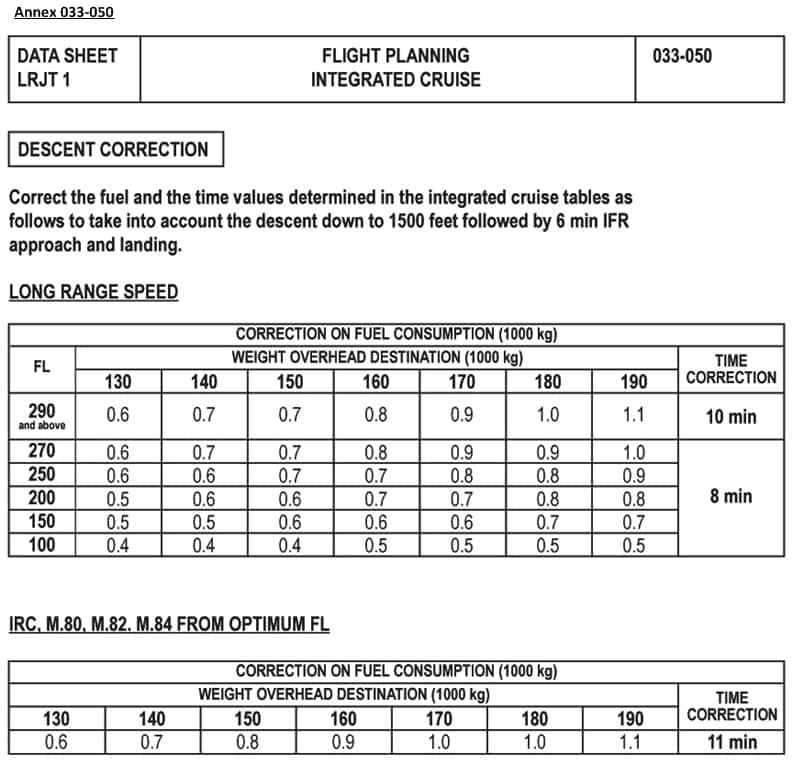 Annex 033-050
DATA SHEET FLIGHT PLANNING 033-050
LRJT 1 INTEGRATED CRUISE
DESCENT CORRECTION
Correct the fuel and the time values determined in the integrated cruise tables as
follows to take into account the descent down to 1500 feet followed by 6 min IFR
approach and landing.
LONG RANGE SPEED
CORRECTION ON FUEL CONSUMPTION (1000 kg)
FL WEIGHT OVERHEAD DESTINATION (1000 kg) TIME
130 140 150 160 170 180 190 CORRECTION
290 0.6 0.7 0.7 0.8 0.9 1.0 1.1 10 min
and above
270 0.6 0.7 0.7 0.8 0.9 0.9 1.0
250 0.6 0.6 0.7 0.7 0.8 0.8 0.9
200 0.5 0.6 0.6 0.7 0.7 0.8 0.8 8 min
150 0.5 0.5 0.6 0.6 0.6 0.7 0.7
100 0.4 0.4 0.4 0.5 0.5 0.5 0.5
IRC, M.80, M.82. M.84 FROM OPTIMUM FL
CORRECTION ON FUEL CONSUMPTION (1000 kg)
WEIGHT OVERHEAD DESTINATION (1000 kg) TIME
130 140 150 160 170 180 190 CORRECTION
0.6 0.7 0.8 0.9 1.0 1.0 1.1 11 min